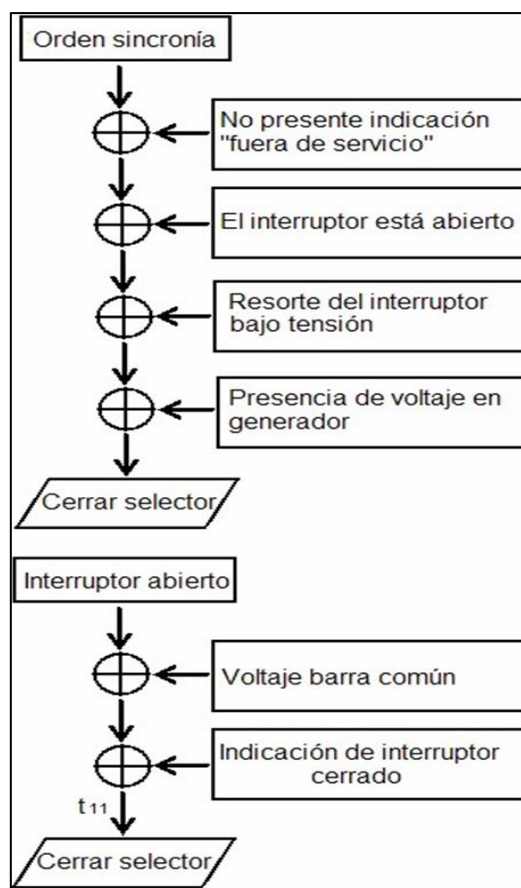 Orden sincronía
No presente indicación
"fuera de servicio"
El interruptor está abierto
Resorte del interruptor
bajo tensión
Presencia de voltaje en
generador
Cerrar selector
Interruptor abierto
Voltaje barra común
Indicación de interruptor
cerrado
t11
Cerrar selector